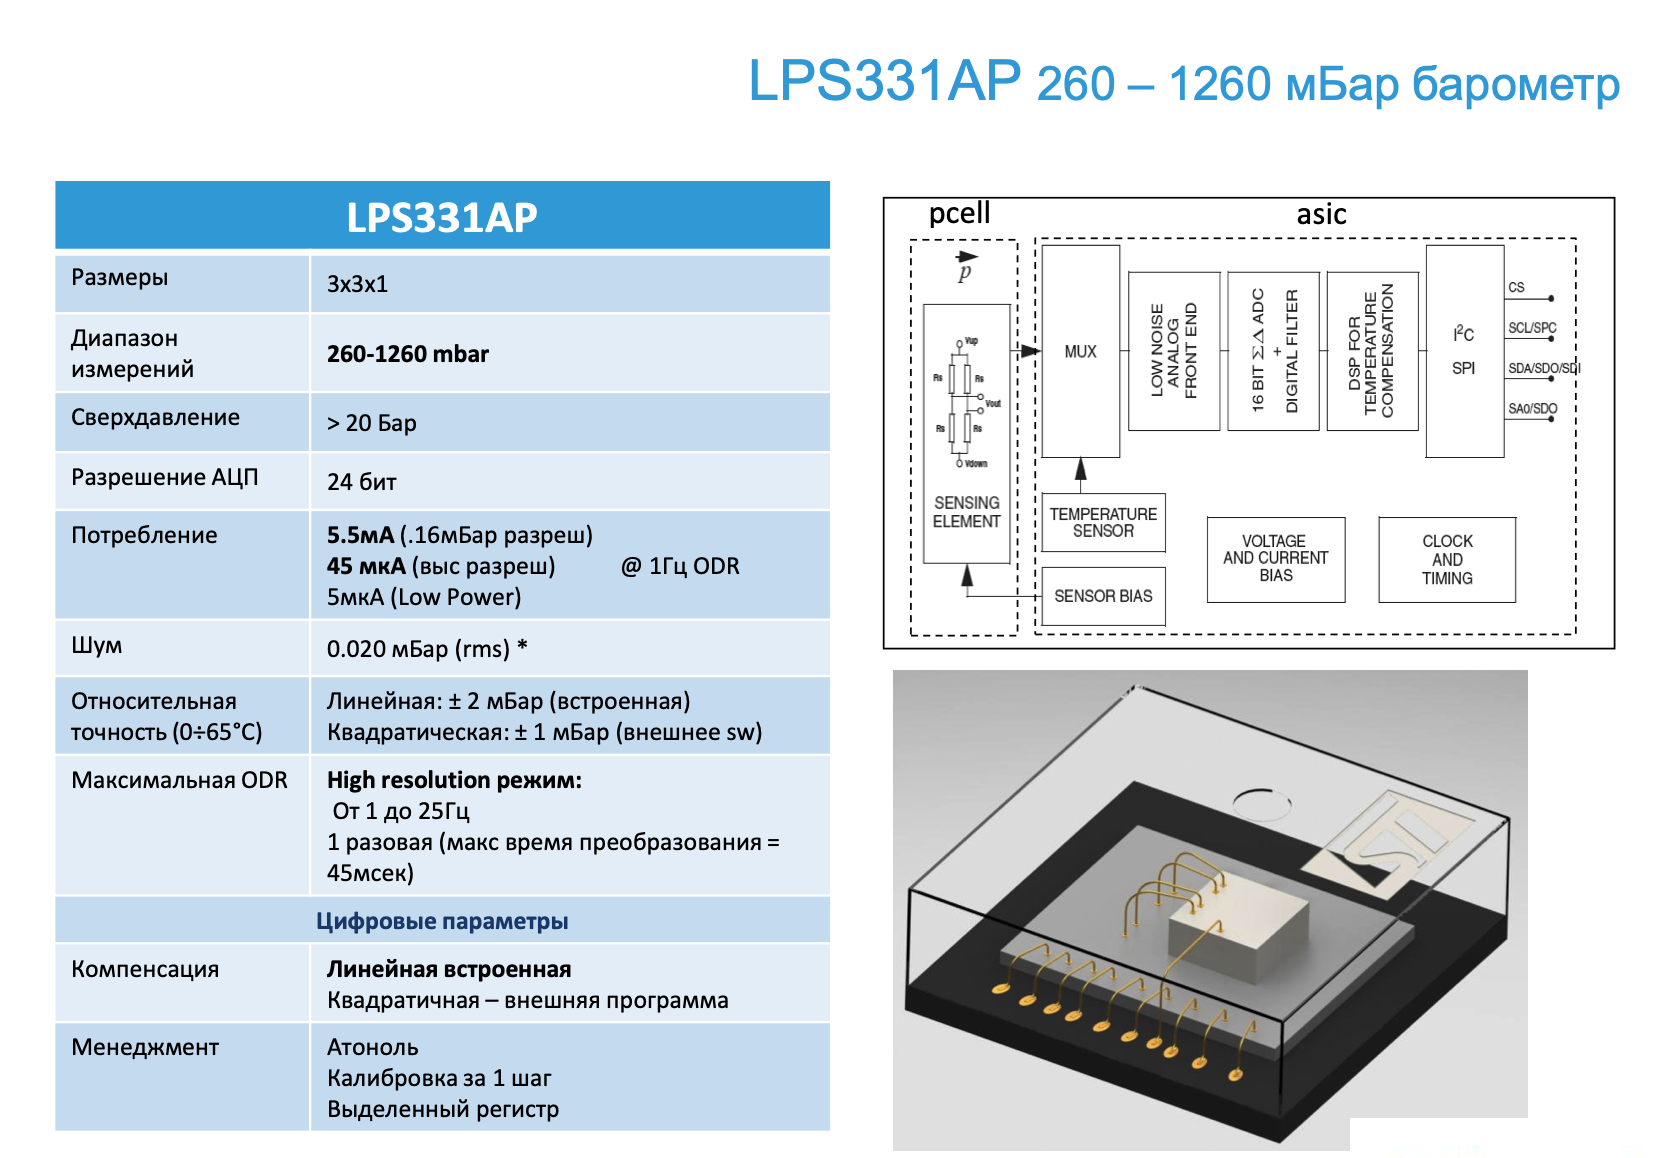 LPS331AP 260 – 1260 мБар барометр
LPS331AP
Размеры
3x3x1
Диапазон
измерений
260-1260 mbar
Сверхдавление
> 20 Бар
Разрешение АЦП
24 бит
Потребление
5.5мА (.16мБар разреш)
45 мкА (выс разреш) @ 1Гц ODR
5мкА (Low Power)
Шум
0.020 мБар (rms) *
Относительная
точность (0÷65°C)
Линейная: ± 2 мБар (встроенная)
Квадратическая: ± 1 мБар (внешнее sw)
Максимальная ODR
High resolution режим:
От 1 до 25Гц
1 разовая (макс время преобразования =
45мсек)
Цифровые параметры
Компенсация
Линейная встроенная
Квадратичная – внешняя программа
Менеджмент
Атоноль
Калибровка за 1 шаг
Выделенный регистр
pcell
asic
p
Vup
Rs
Rs
Vout
Rs
Rs
Vdown
SENSING
ELEMENT
MUX
LOW NOISE
ANALOG
FRONT END
16 BIT ΣΔ ADC
+
DIGITAL FILTER
DSP FOR
TEMPERATURE
COMPENSATION
I²C
SPI
CS
SCL/SPC
SDA/SDO/SDI
SA0/SDO
TEMPERATURE
SENSOR
SENSOR BIAS
VOLTAGE
AND CURRENT
BIAS
CLOCK
AND
TIMING
ST